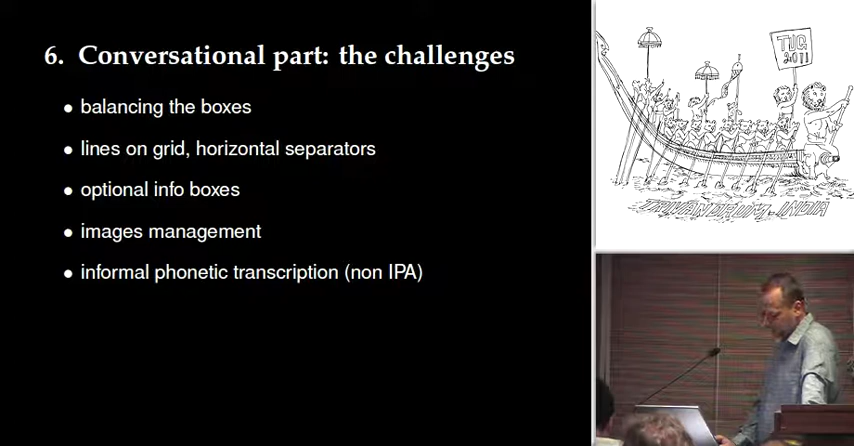 6. Conversational part: the challenges
• balancing the boxes
• lines on grid, horizontal separators
• optional info boxes
• images management
• informal phonetic transcription (non IPA)
TUG
2011
TRIVANDRUM, INDIA